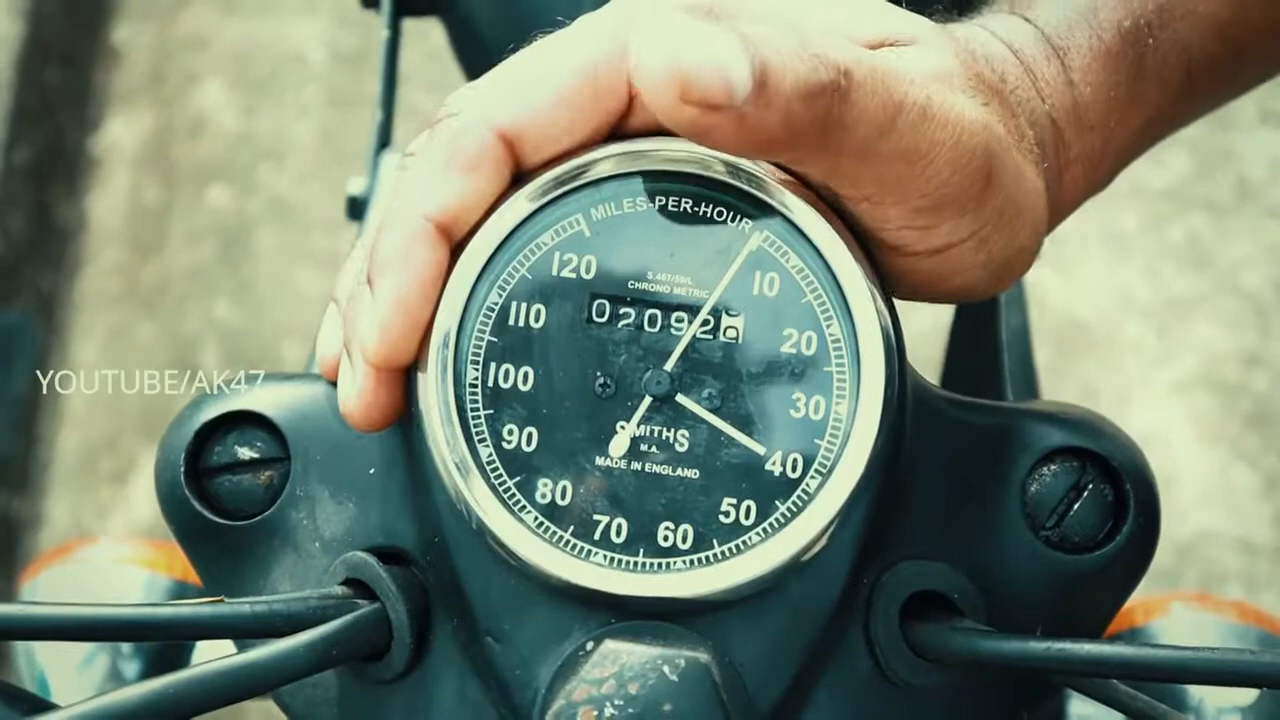 MILES-PER-HOUR
S.467/59/L
CHRONO METRIC
02092
120
10
110
20
100
30
90
40
80
50
70
60
SMITHS
M.A.
MADE IN ENGLAND
YOUTUBE/AK47